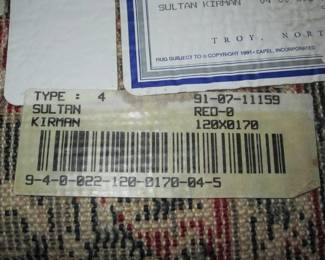 SULTAN KIRMAN
TROY, NORT
RUG SUBJECT TO © COPYRIGHT 1991 - CAPEL, INCORPORATED
TYPE : 4 91-07-11159
SULTAN RED-0
KIRMAN 120X0170
9-4-0-022-120-0170-04-5